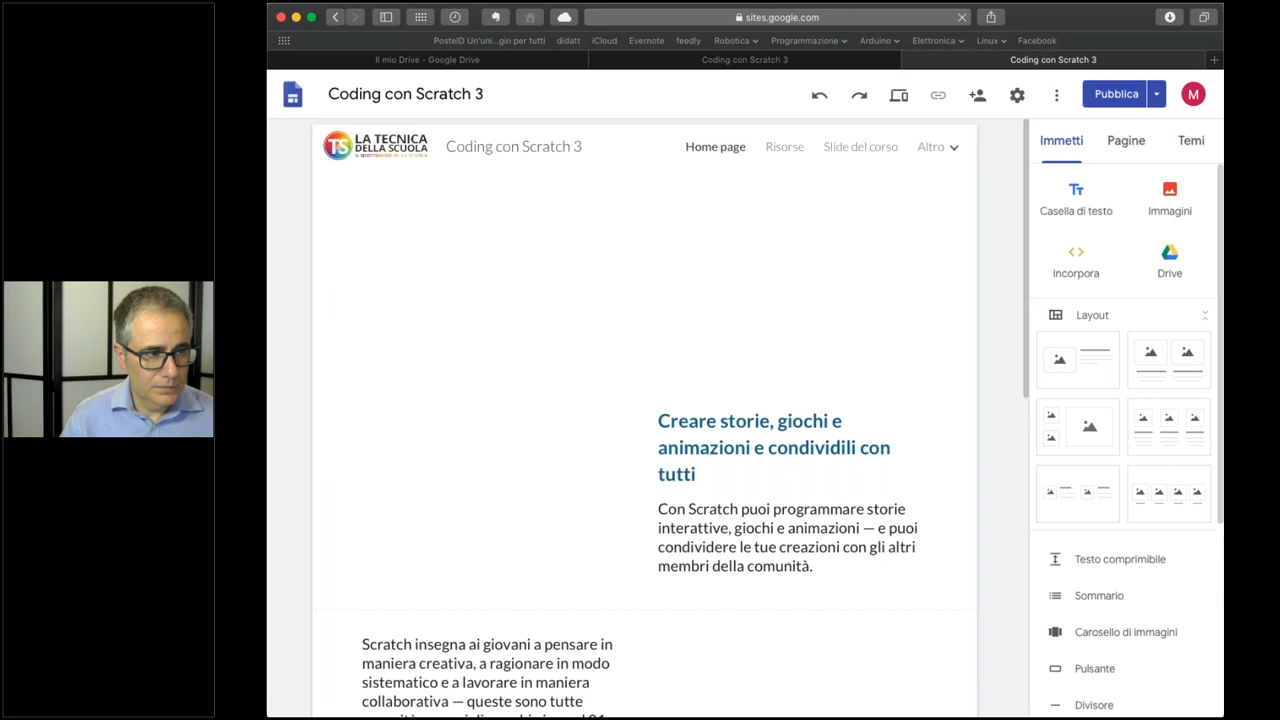 sites.google.com
PosteID Un'uni...gin per tutti
didatt
iCloud
Evernote
feedly
Robotica
Programmazione
Arduino
Elettronica
Linux
Facebook
Il mio Drive - Google Drive
Coding con Scratch 3
Coding con Scratch 3
Coding con Scratch 3
Pubblica
M
TS LA TECNICA
DELLA SCUOLA
IL QUOTIDIANO DELLA SCUOLA
Coding con Scratch 3
Home page
Risorse
Slide del corso
Altro
Immetti
Pagine
Temi
Casella di testo
Immagini
Incorpora
Drive
Layout
Creare storie, giochi e
animazioni e condividili con
tutti
Con Scratch puoi programmare storie
interattive, giochi e animazioni — e puoi
condividere le tue creazioni con gli altri
membri della comunità.
Scratch insegna ai giovani a pensare in
maniera creativa, a ragionare in modo
sistematico e a lavorare in maniera
collaborativa — queste sono tutte
Testo comprimibile
Sommario
Carosello di immagini
Pulsante
Divisore